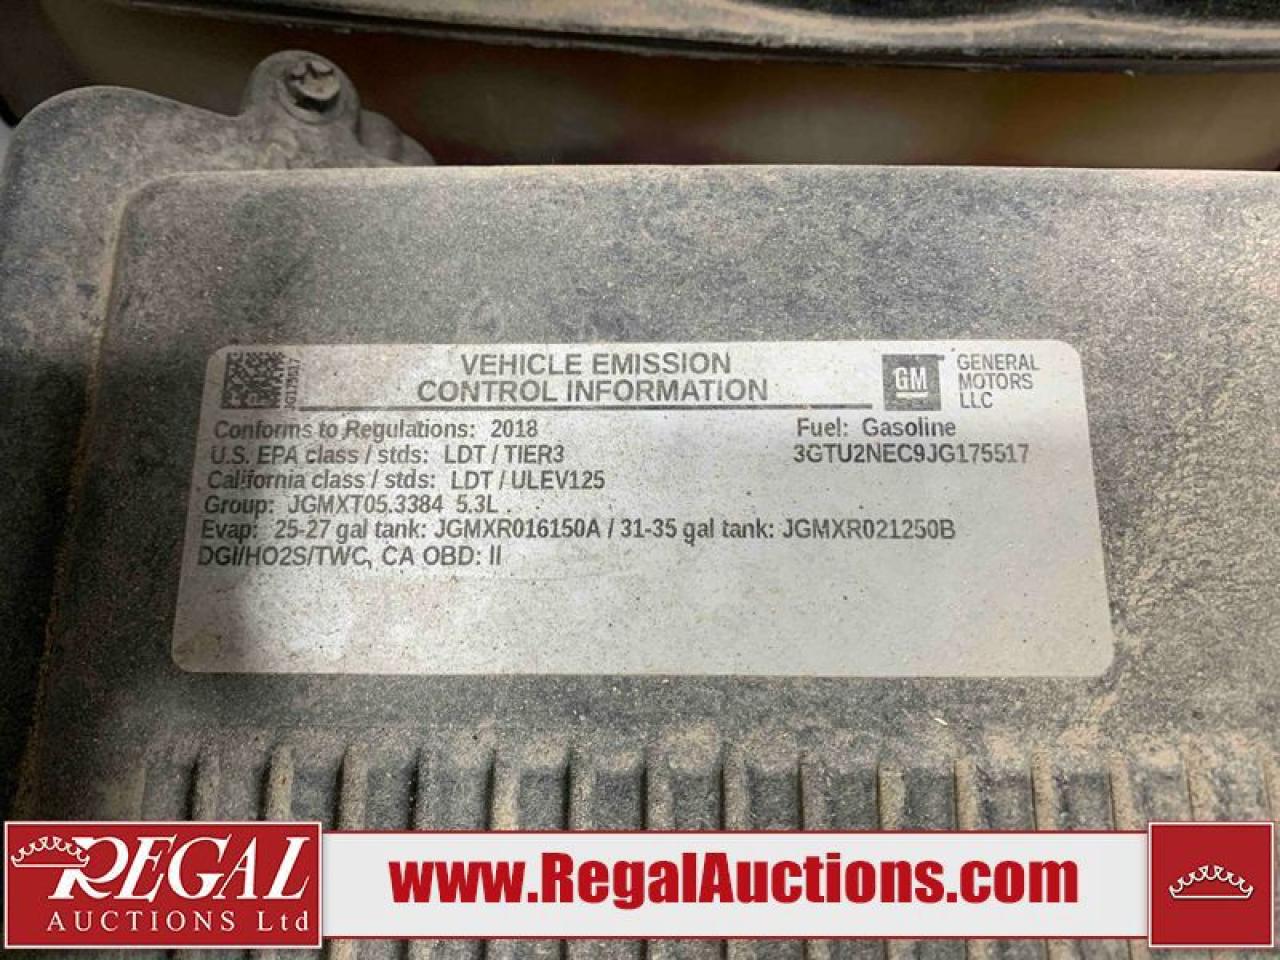 JG175517
VEHICLE EMISSION
CONTROL INFORMATION
GM
GENERAL
MOTORS
LLC
Conforms to Regulations: 2018
Fuel: Gasoline
U.S. EPA class / stds: LDT / TIER3
3GTU2NEC9JG175517
California class / stds: LDT / ULEV125
Group: JGMXT05.3384 5.3L
Evap: 25-27 gal tank: JGMXR016150A / 31-35 gal tank: JGMXR021250B
DGI/HO2S/TWC, CA OBD: II
REGAL
AUCTIONS Ltd
www.RegalAuctions.com